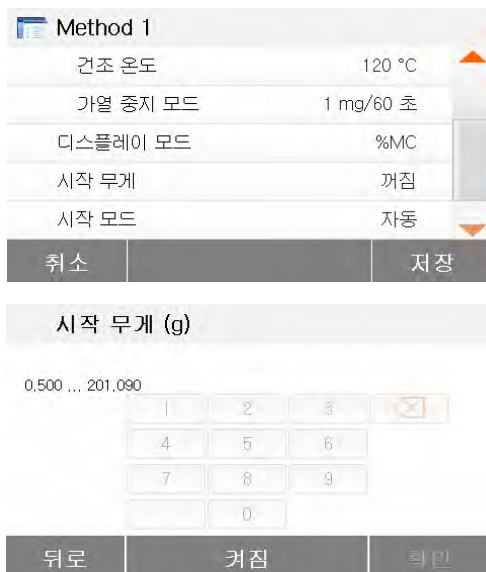 Method 1
건조 온도 120 °C
가열 중지 모드 1 mg/60 초
디스플레이 모드 %MC
시작 무게 꺼짐
시작 모드 자동
취소 저장
시작 무게 (g)
0.500 ... 201.090
1 2 3
4 5 6
7 8 9
0
뒤로 켜짐 확인